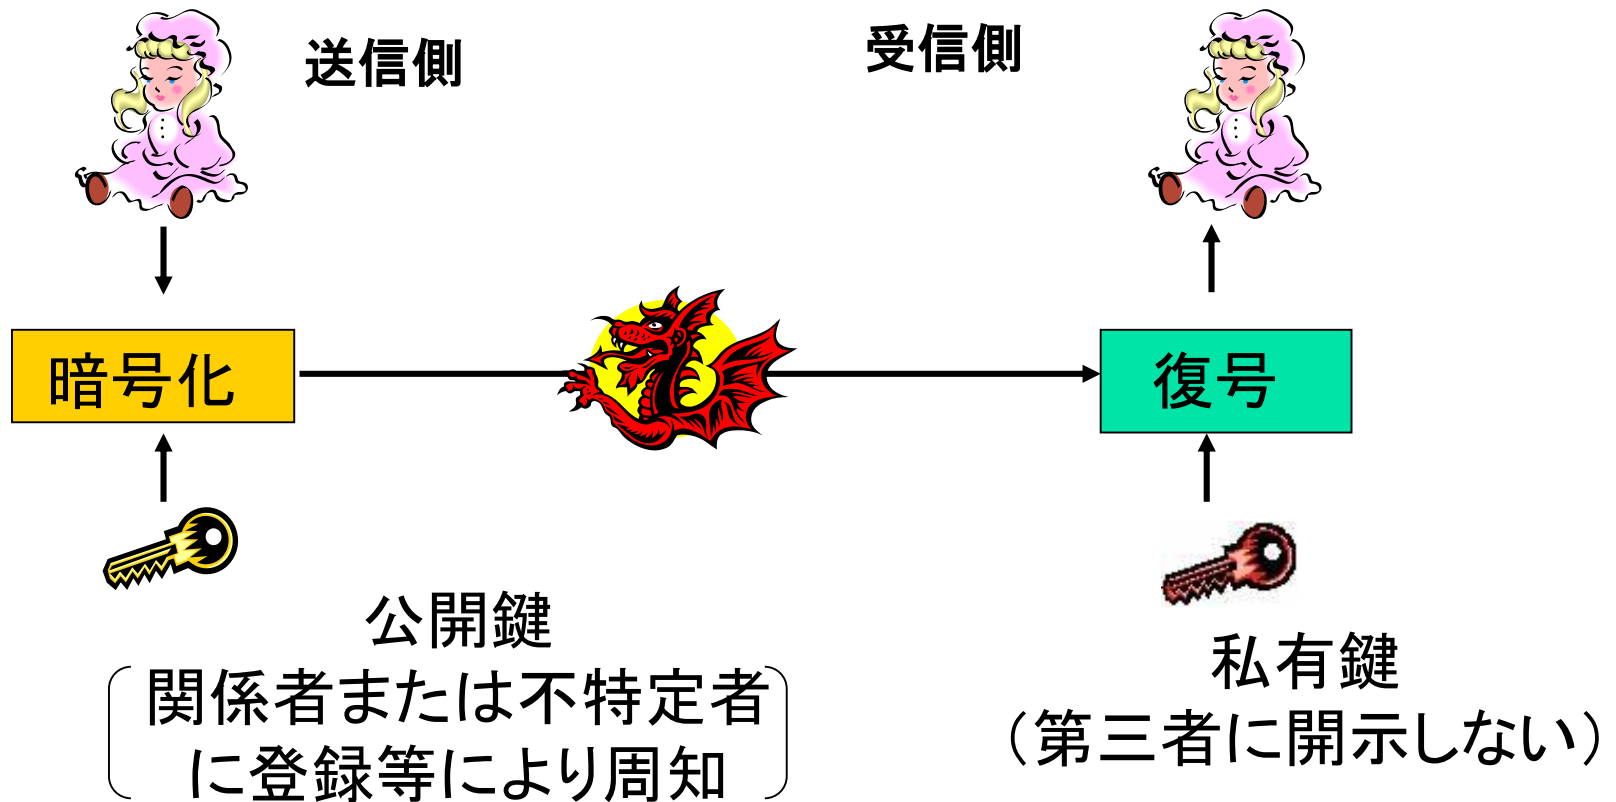 送信側
受信側
暗号化
復号
公開鍵
関係者または不特定者
に登録等により周知
私有鍵
（第三者に開示しない）